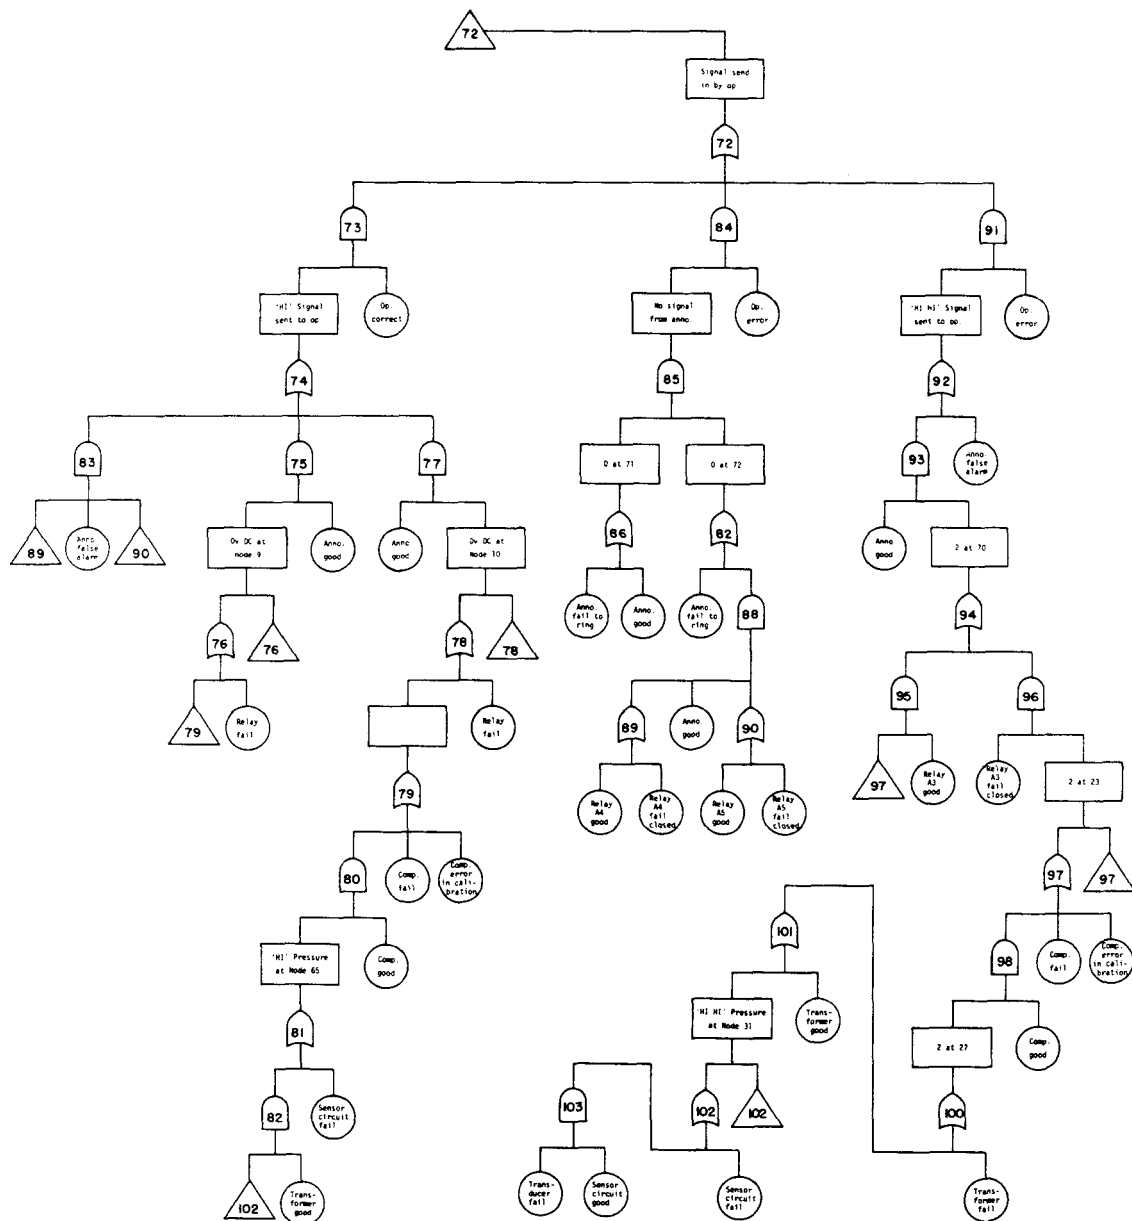 72
Signal send
in by op
72
73
84
91
'HI' Signal
sent to op
Op.
correct
No signal
from anno.
Op.
error
'HI HI' Signal
sent to op.
Op.
error
74
85
92
83
75
77
0 at 71
0 at 72
93
Anno.
false
alarm
89
Anno
false
alarm
90
0v DC at
node 9
Anno.
good
Anno
good
0v DC at
Node 10
86
82
Anno
good
2 at 70
76
76
78
78
Anno.
fail to
ring
Anno.
good
Anno.
fail to
ring
88
94
79
Relay
fail
Relay
fail
89
Anno.
good
90
95
96
79
Relay
A4
good
Relay
A4
fail
closed
Relay
A5
good
Relay
A5
fail
closed
97
Relay
A3
good
Relay
A3
fail
closed
2 at 23
80
Comp.
fail
Comp.
error
in cali-
bration
97
97
'HI' Pressure
at Node 65
Comp.
good
101
98
Comp.
fail
Comp.
error
in cali-
bration
81
'HI HI' Pressure
at Node 31
Trans-
former
good
2 at 27
Comp.
good
82
Sensor
circuit
fail
103
102
102
100
102
Trans-
former
good
Trans-
ducer
fail
Sensor
circuit
good
Sensor
circuit
fail
Trans-
former
fail